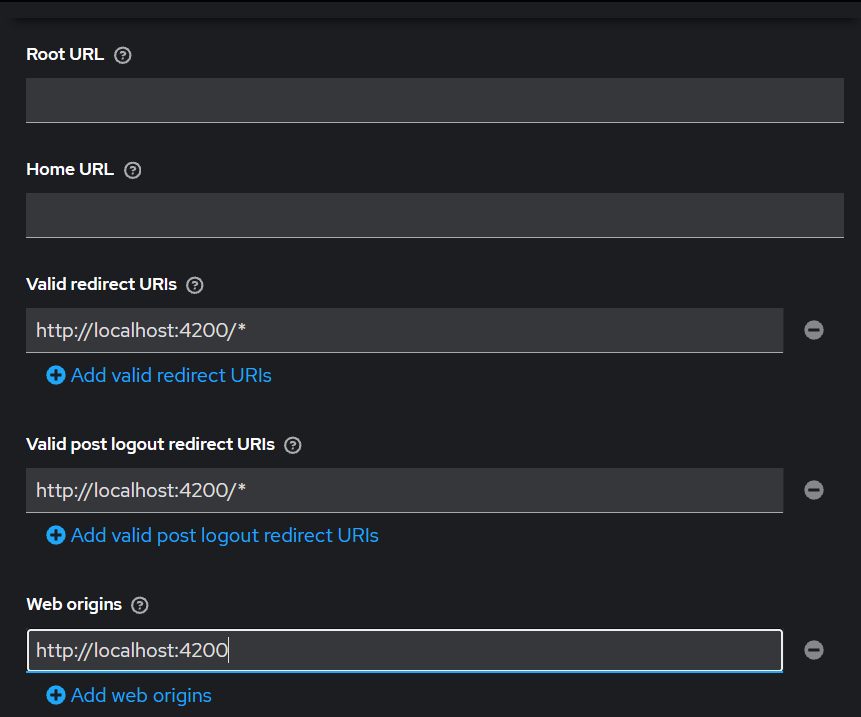 Root URL
Home URL
Valid redirect URIs
http://localhost:4200/*
Add valid redirect URIs
Valid post logout redirect URIs
http://localhost:4200/*
Add valid post logout redirect URIs
Web origins
http://localhost:4200
Add web origins